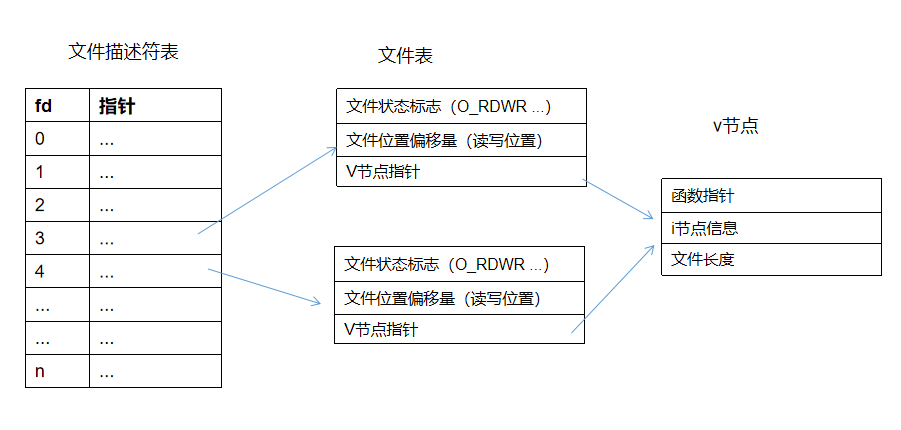 文件描述符表
文件表
v节点
fd 指针
0 ...
1 ...
2 ...
3 ...
4 ...
... ...
... ...
n ...
文件状态标志（O_RDWR ...）
文件位置偏移量（读写位置）
V节点指针
文件状态标志（O_RDWR ...）
文件位置偏移量（读写位置）
V节点指针
函数指针
i节点信息
文件长度